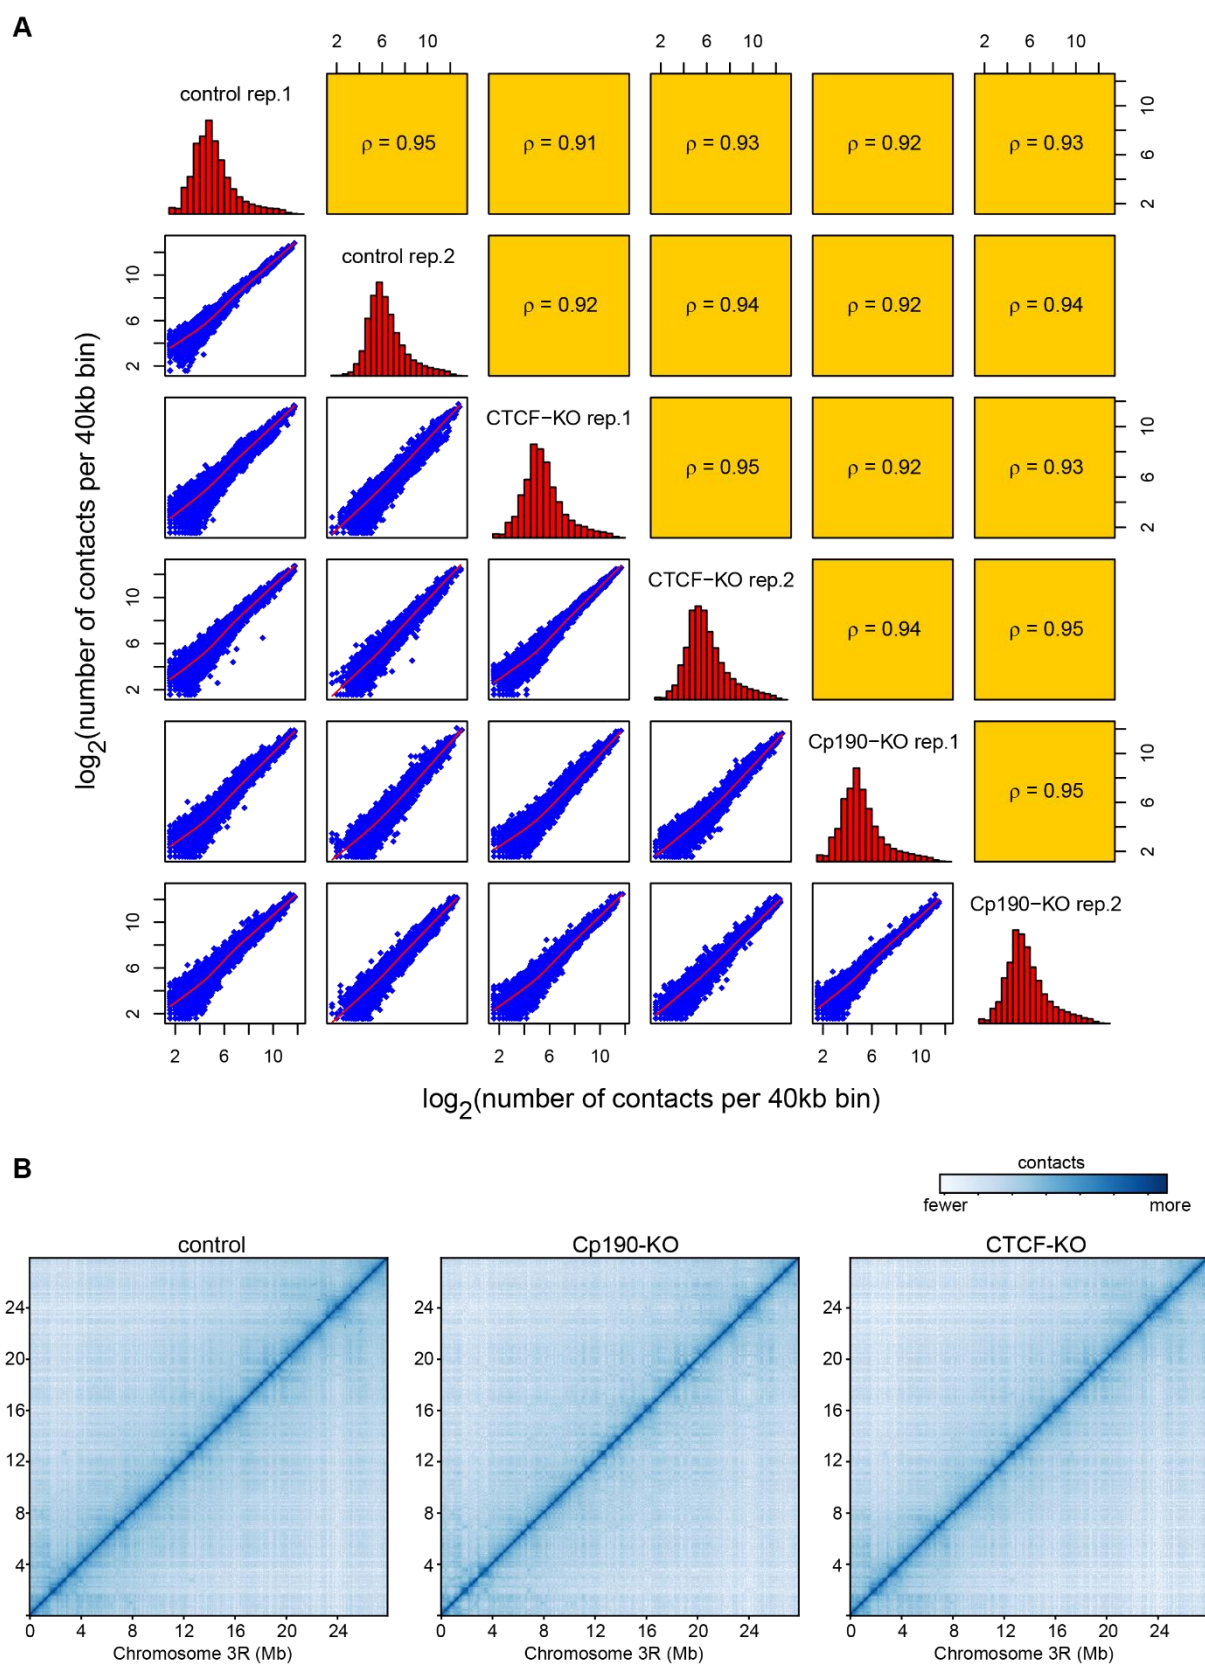 A
2 6 10 2 6 10 2 6 10
control rep.1
ρ = 0.95
ρ = 0.91
ρ = 0.93
ρ = 0.92
ρ = 0.93
10
6
2
control rep.2
10
6
2
ρ = 0.92
ρ = 0.94
ρ = 0.92
ρ = 0.94
CTCF−KO rep.1
ρ = 0.95
ρ = 0.92
ρ = 0.93
10
6
2
CTCF−KO rep.2
10
6
2
ρ = 0.94
ρ = 0.95
Cp190−KO rep.1
ρ = 0.95
10
6
2
Cp190−KO rep.2
10
6
2
2 6 10 2 6 10 2 6 10
log2(number of contacts per 40kb bin)
log2(number of contacts per 40kb bin)
B
contacts
fewer more
control
24
20
16
12
8
4
0 4 8 12 16 20 24
Chromosome 3R (Mb)
Cp190-KO
24
20
16
12
8
4
0 4 8 12 16 20 24
Chromosome 3R (Mb)
CTCF-KO
24
20
16
12
8
4
0 4 8 12 16 20 24
Chromosome 3R (Mb)